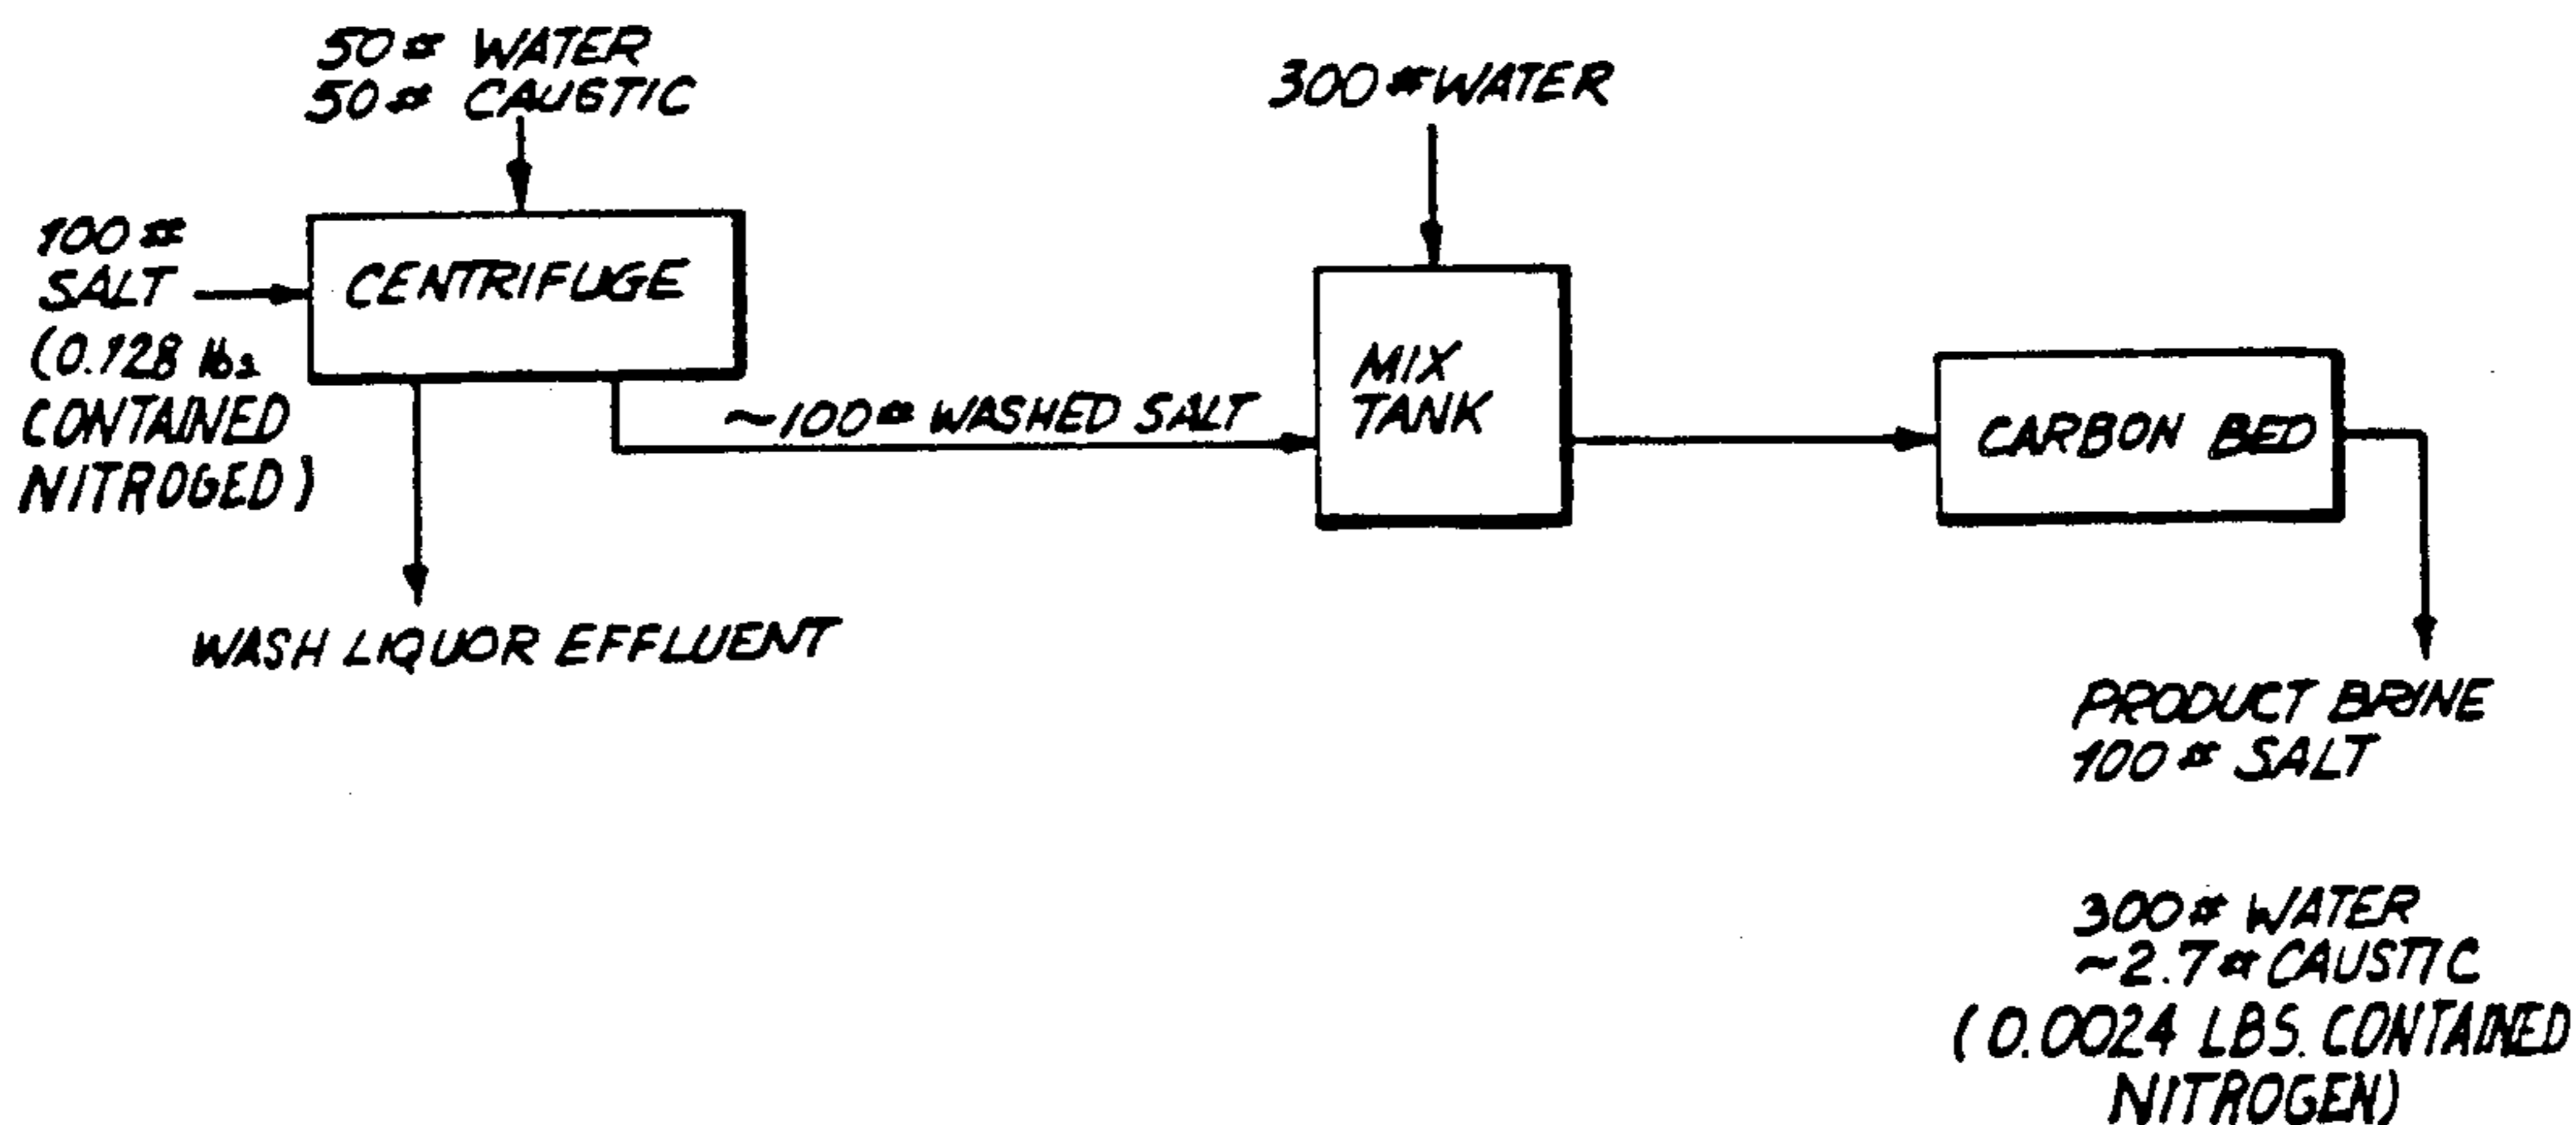 50# WATER
50# CAUSTIC
300# WATER
100#
SALT
(0.128 lbs
CONTAINED
NITROGED)
CENTRIFUGE
~100# WASHED SALT
MIX
TANK
CARBON BED
WASH LIQUOR EFFLUENT
PRODUCT BRINE
100# SALT
300# WATER
~2.7# CAUSTIC
(0.0024 LBS. CONTAINED
NITROGEN)